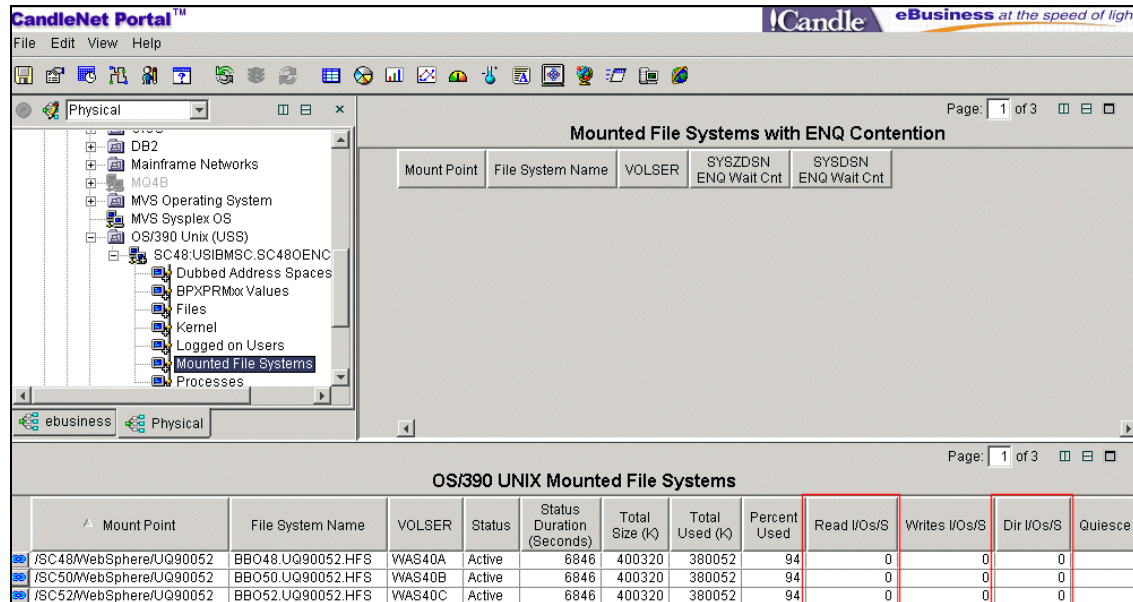 CandleNet Portal™
!Candle eBusiness at the speed of ligh
File Edit View Help
Physical
Page: 1 of 3
DB2
Mainframe Networks
MQ4B
MVS Operating System
MVS Sysplex OS
OS/390 Unix (USS)
SC48:USIBMSC.SC48OENC
Dubbed Address Spaces
BPXPRMxx Values
Files
Kernel
Logged on Users
Mounted File Systems
Processes
ebusiness Physical
Mounted File Systems with ENQ Contention
Mount Point File System Name VOLSER SYSZDSN ENQ Wait Cnt SYSDSN ENQ Wait Cnt
Page: 1 of 3
OS/390 UNIX Mounted File Systems
Mount Point File System Name VOLSER Status Status Duration (Seconds) Total Size (K) Total Used (K) Percent Used Read I/Os/S Writes I/Os/S Dir I/Os/S Quiesce
/SC48/WebSphere/UQ90052 BBO48.UQ90052.HFS WAS40A Active 6846 400320 380052 94 0 0 0
/SC50/WebSphere/UQ90052 BBO50.UQ90052.HFS WAS40B Active 6846 400320 380052 94 0 0 0
/SC52/WebSphere/UQ90052 BBO52.UQ90052.HFS WAS40C Active 6846 400320 380052 94 0 0 0